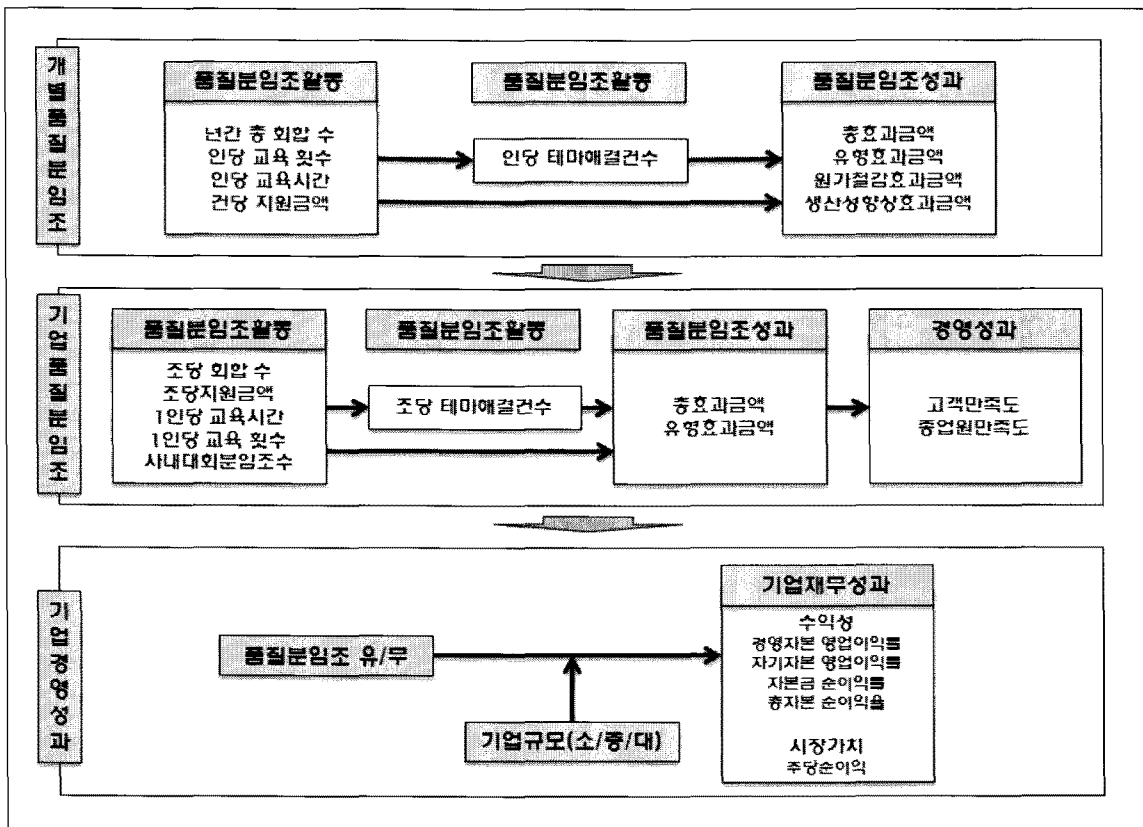 개별품질분임조
품질분임조활동
년간 총 회합 수
인당 교육 횟수
인당 교육시간
건당 지원금액
품질분임조활동
인당 테마해결건수
품질분임조성과
총효과금액
유형효과금액
원가절감효과금액
생산성향상효과금액
기업품질분임조
품질분임조활동
조당 회합 수
조당지원금액
1인당 교육시간
1인당 교육 횟수
사내대회분임조수
품질분임조활동
조당 테마해결건수
품질분임조성과
총효과금액
유형효과금액
경영성과
고객만족도
종업원만족도
기업경영성과
품질분임조 유/무
기업규모(소/중/대)
기업재무성과
수익성
경영자본 영업이익률
자기자본 영업이익률
자본금 순이익률
총자본 순이익율
시장가치
주당순이익